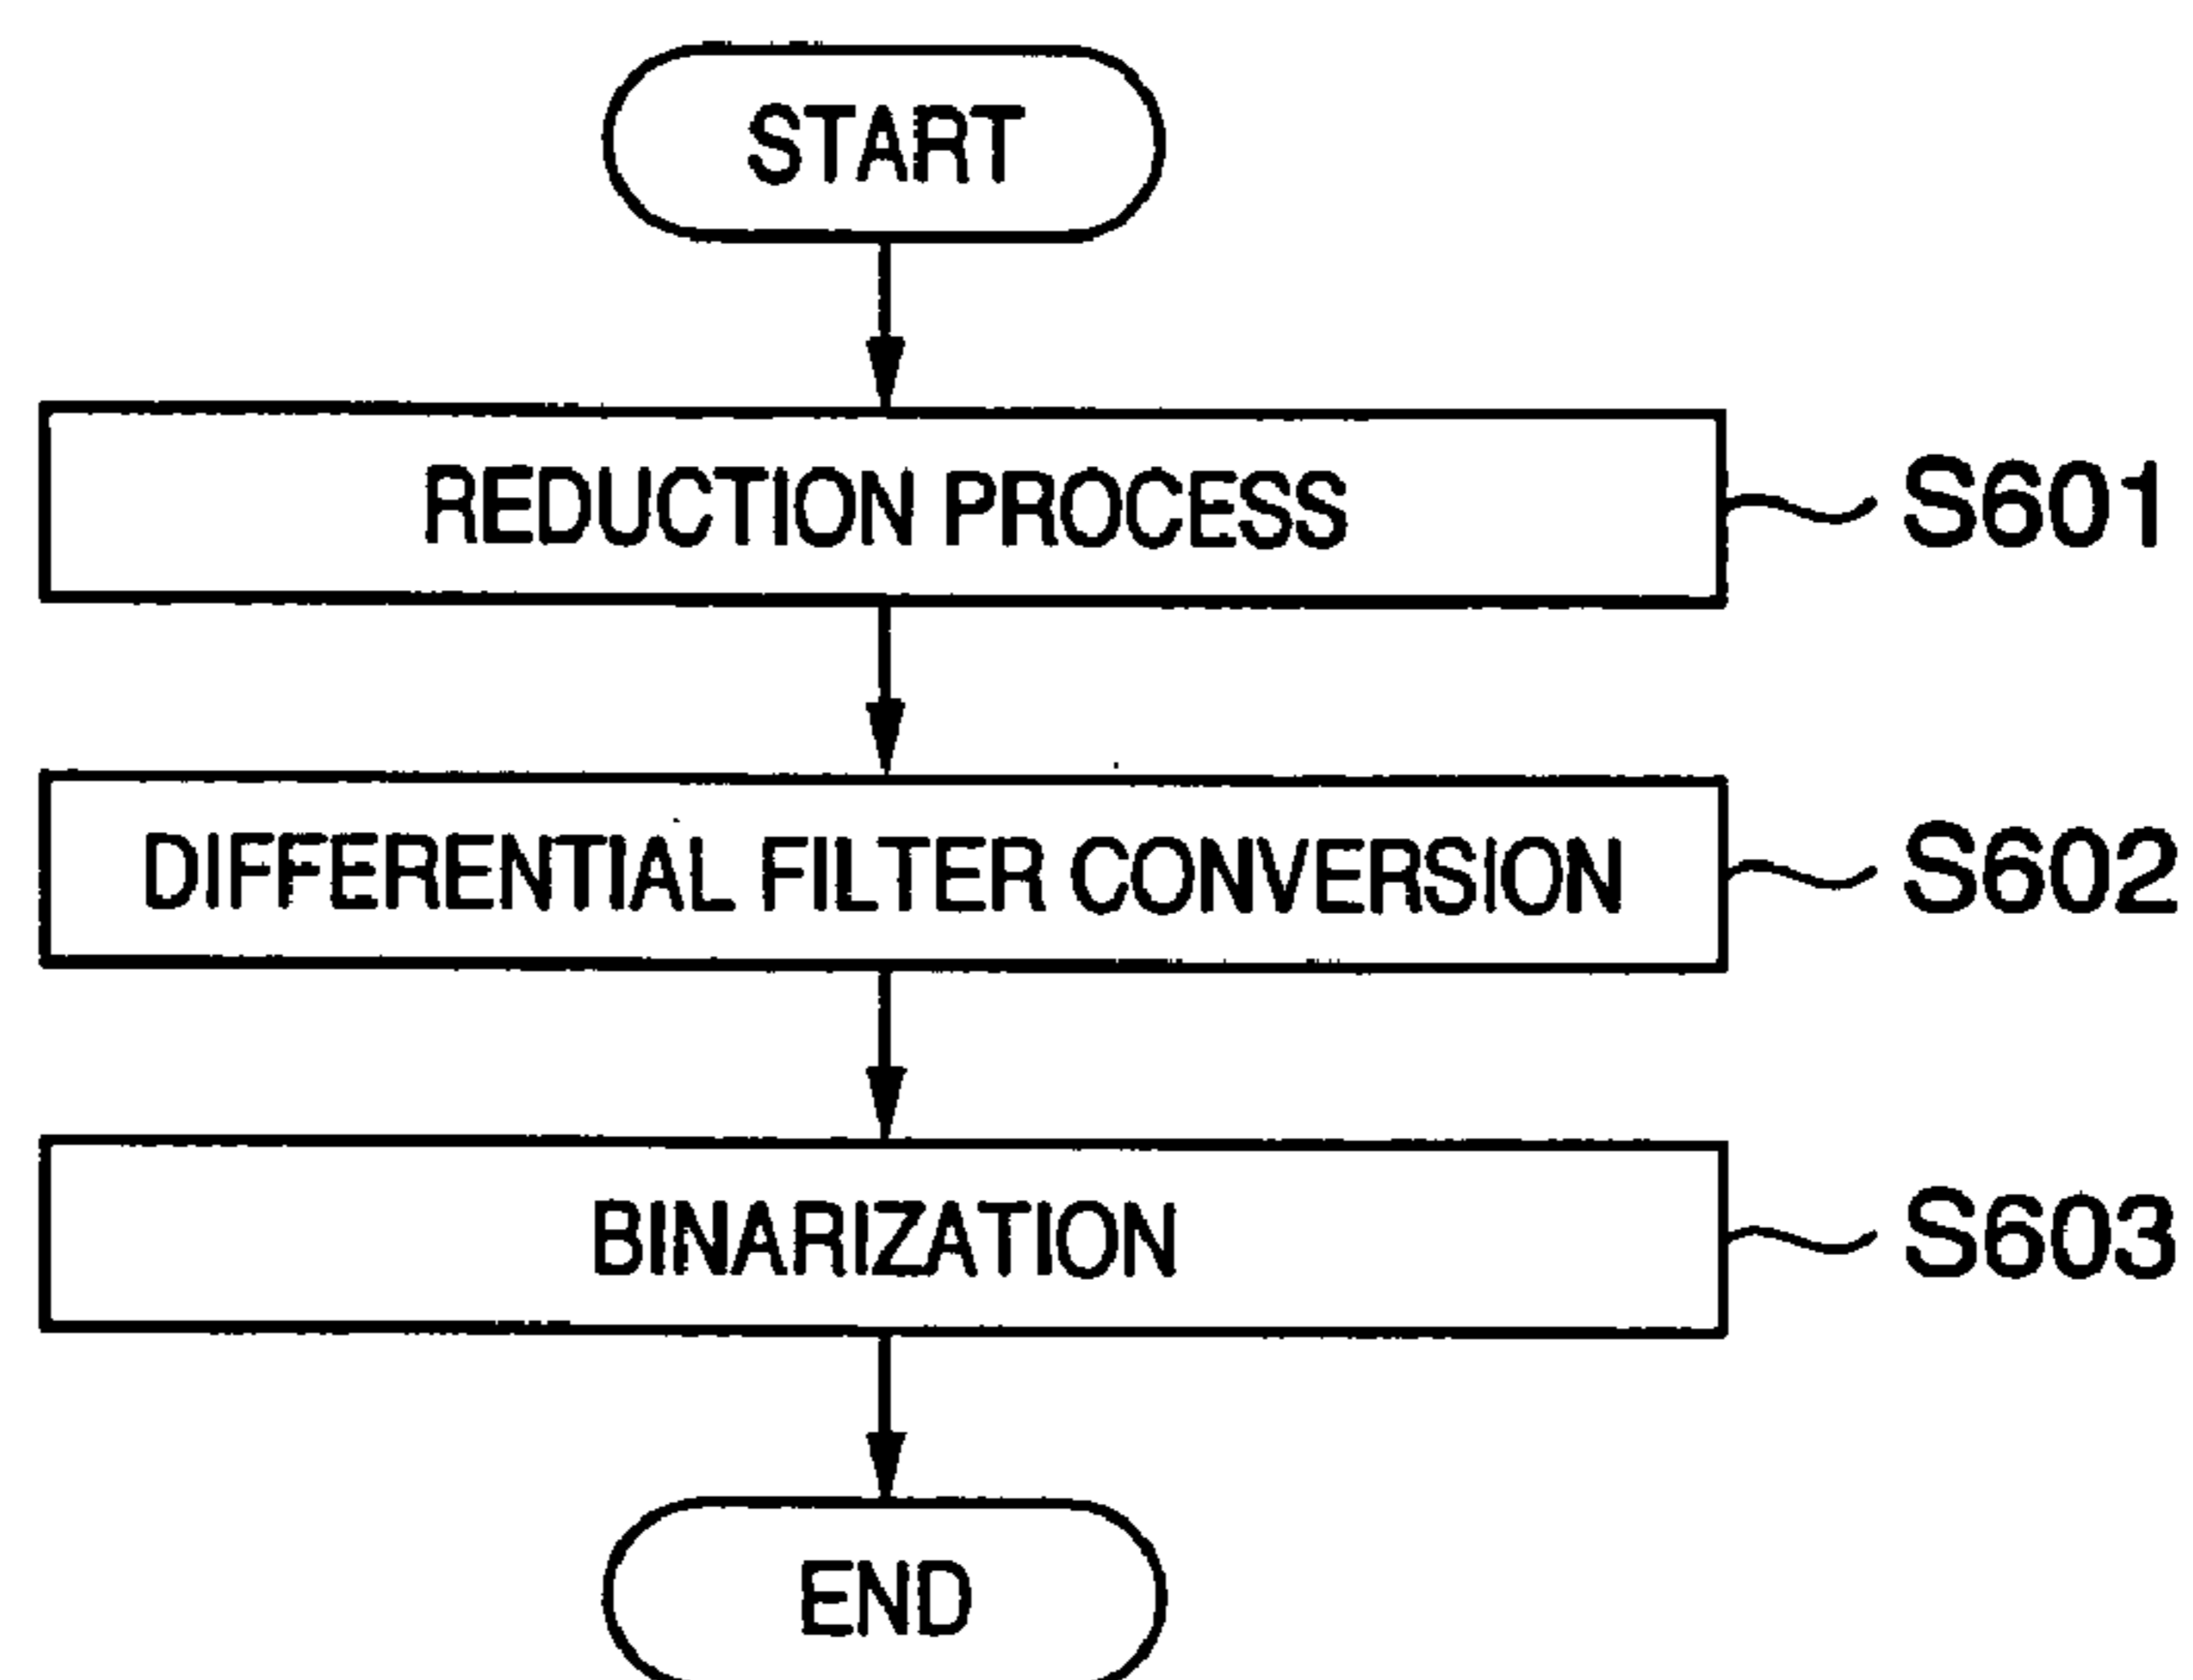 START
REDUCTION PROCESS
S601
DIFFERENTIAL FILTER CONVERSION
S602
BINARIZATION
S603
END